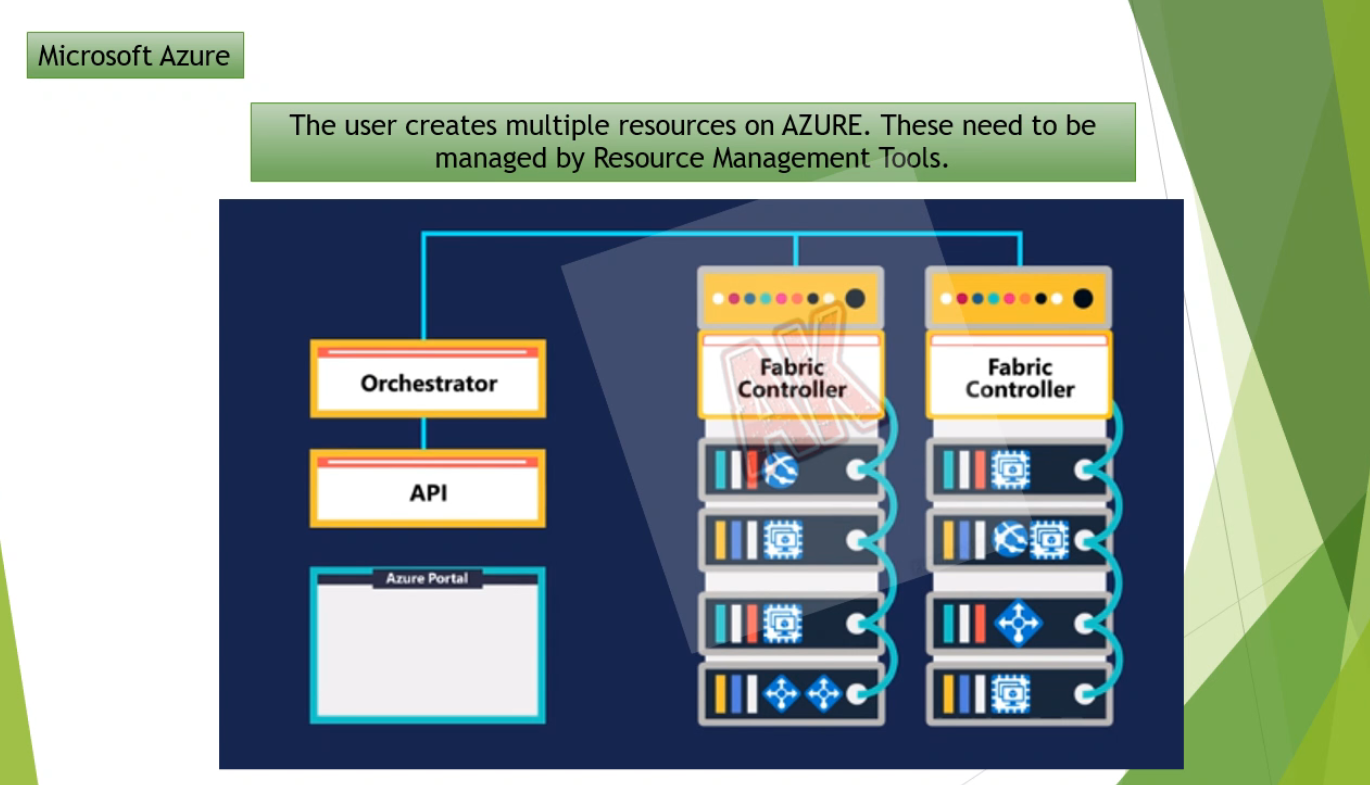 Microsoft Azure
The user creates multiple resources on AZURE. These need to be
managed by Resource Management Tools.
Orchestrator
API
Azure Portal
Fabric
Controller
Fabric
Controller
AK